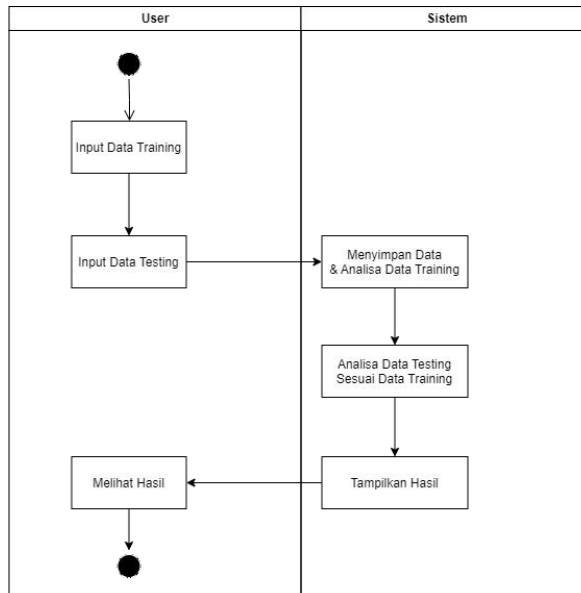 User
Sistem
Input Data Training
Input Data Testing
Menyimpan Data
& Analisa Data Training
Analisa Data Testing
Sesuai Data Training
Melihat Hasil
Tampilkan Hasil